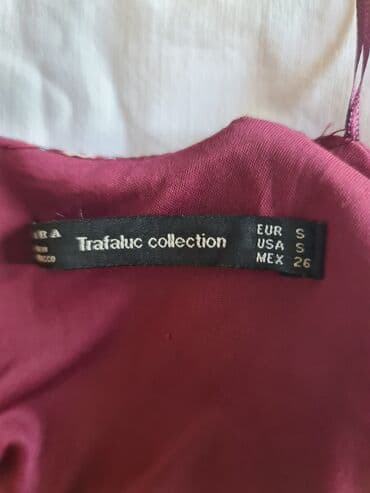 Trafaluc collection
EUR S
USA S
MEX 26